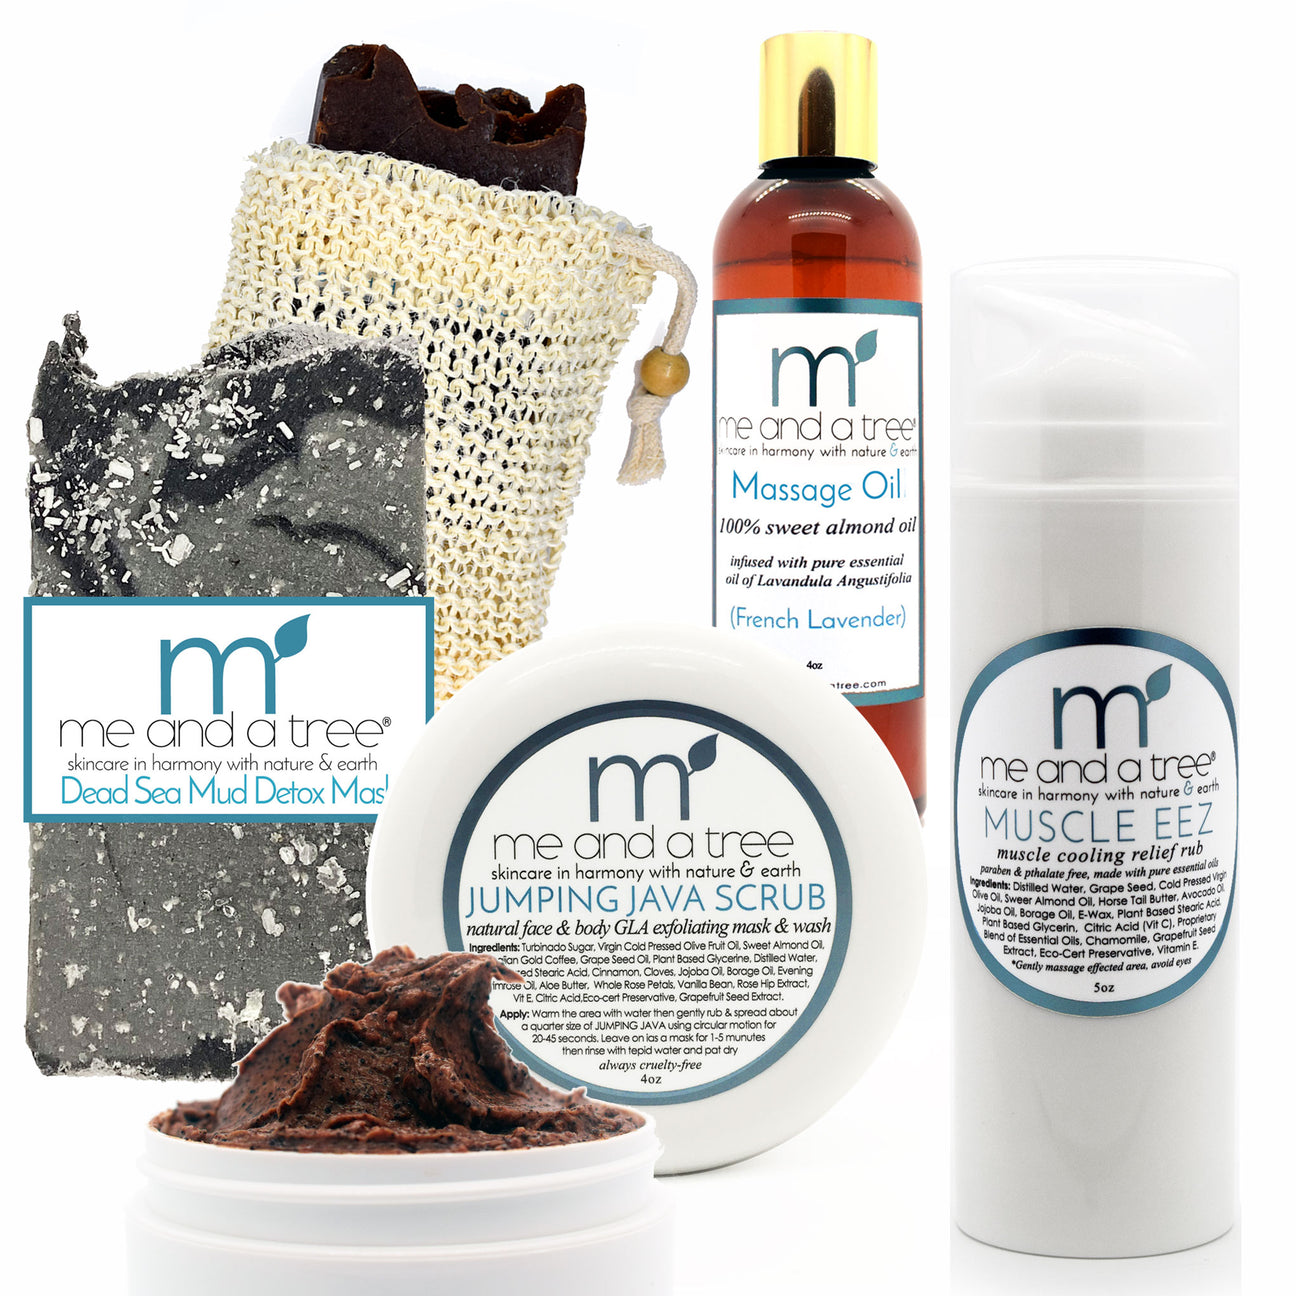 m
me and a tree®
skincare in harmony with nature & earth
Massage Oil
100% sweet almond oil
infused with pure essential
oil of Lavandula Angustifolia
(French Lavender)
4oz
tree.com
m
me and a tree®
skincare in harmony with nature & earth
Dead Sea Mud Detox Mask
m
me and a tree
skincare in harmony with nature & earth
JUMPING JAVA SCRUB
natural face & body GLA exfoliating mask & wash
Ingredients: Turbinado Sugar, Virgin Cold Pressed Olive Fruit Oil, Sweet Almond Oil,
Gold Coffee, Grape Seed Oil, Plant Based Glycerine, Distilled Water,
Stearic Acid, Cinnamon, Cloves, Jojoba Oil, Borage Oil, Evening
Oil, Aloe Butter, Whole Rose Petals, Vanilla Bean, Rose Hip Extract,
Vit E, Citric Acid,Eco-cert Preservative, Grapefruit Seed Extract.
Apply: Warm the area with water then gently rub & spread about
a quarter size of JUMPING JAVA using circular motion for
20-45 seconds. Leave on ias a mask for 1-5 munutes
then rinse with tepid water and pat dry
always cruelty-free
4oz
m
me and a tree®
skincare in harmony with nature & earth
MUSCLE EEZ
muscle cooling relief rub
paraben & pthalate free, made with pure essential oils
Ingredients: Distilled Water, Grape Seed, Cold Pressed Virgin
Olive Oil, Sweer Almond Oil, Horse Tail Butter, Avocado Oil,
Jojoba Oil, Borage Oil, E-Wax, Plant Based Stearic Acid,
Plant Based Glycerin, Citric Acid (Vit C), Proprietary
Blend of Essential Oils, Chamomile, Grapefruit Seed
Extract, Eco-Cert Preservative, Vitamin E.
*Gently massage effected area, avoid eyes
5oz